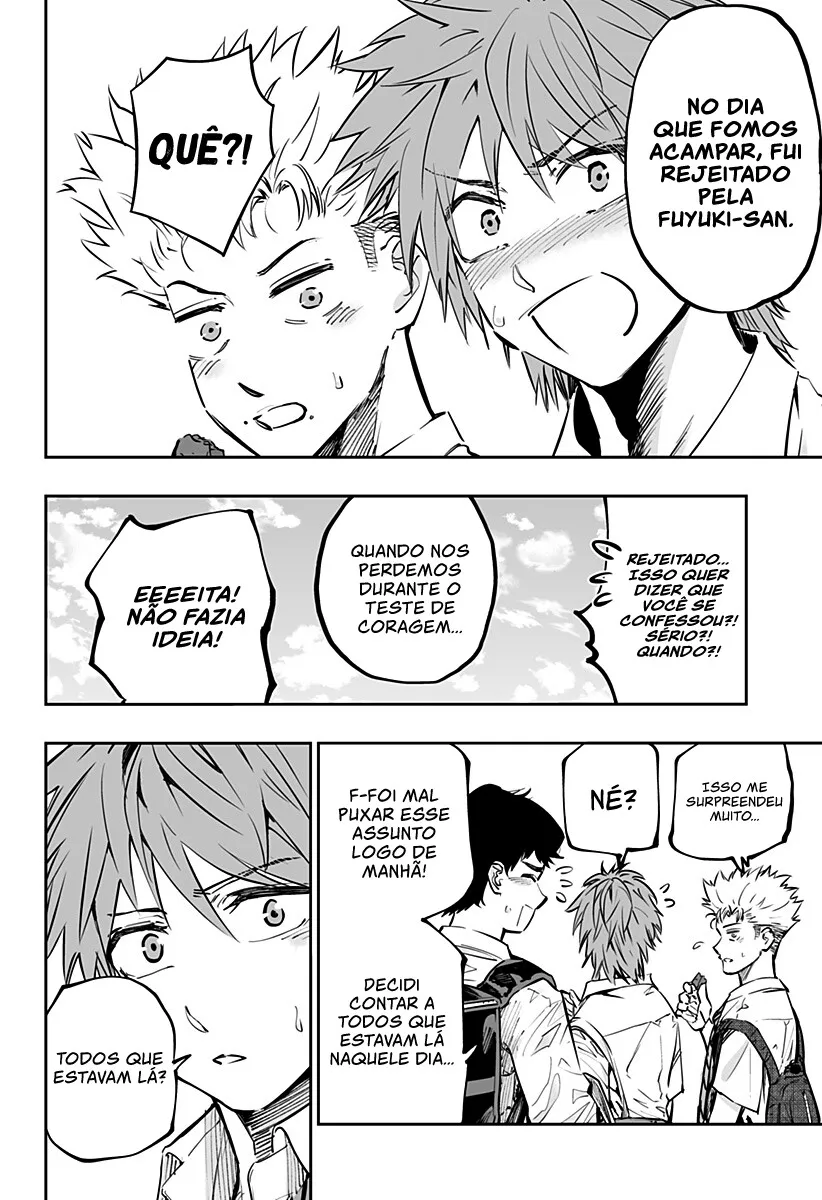 NO DIA
QUE FOMOS
ACAMPAR, FUI
REJEITADO
PELA
FUYUKI-SAN.
QUÊ?!
REJEITADO...
ISSO QUER
DIZER QUE
VOCÊ SE
CONFESSOU?!
SÉRIO?!
QUANDO?!
QUANDO NOS
PERDEMOS
DURANTE O
TESTE DE
CORAGEM...
EEEEITA!
NÃO FAZIA
IDEIA!
ISSO ME
SURPREENDEU
MUITO...
NÉ?
F-FOI MAL
PUXAR ESSE
ASSUNTO
LOGO DE
MANHÃ!
DECIDI
CONTAR A
TODOS QUE
ESTAVAM LÁ
NAQUELE DIA...
TODOS QUE
ESTAVAM LÁ?